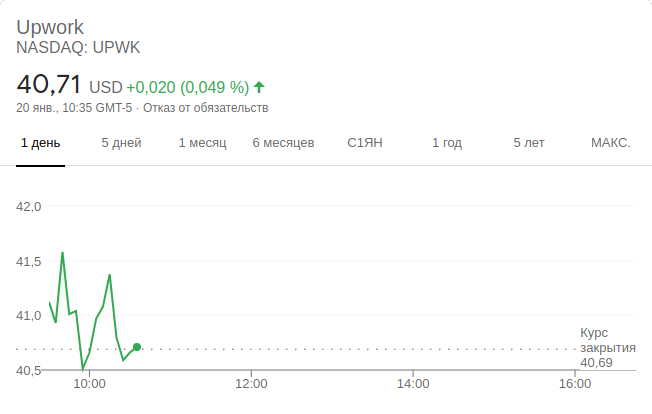 Upwork
NASDAQ: UPWK
40,71 USD +0,020 (0,049 %)
20 янв., 10:35 GMT-5 · Отказ от обязательств
1 день 5 дней 1 месяц 6 месяцев С1ЯН 1 год 5 лет МАКС.
42,0
41,5
41,0
Курс
закрытия
40,69
40,5
10:00 12:00 14:00 16:00